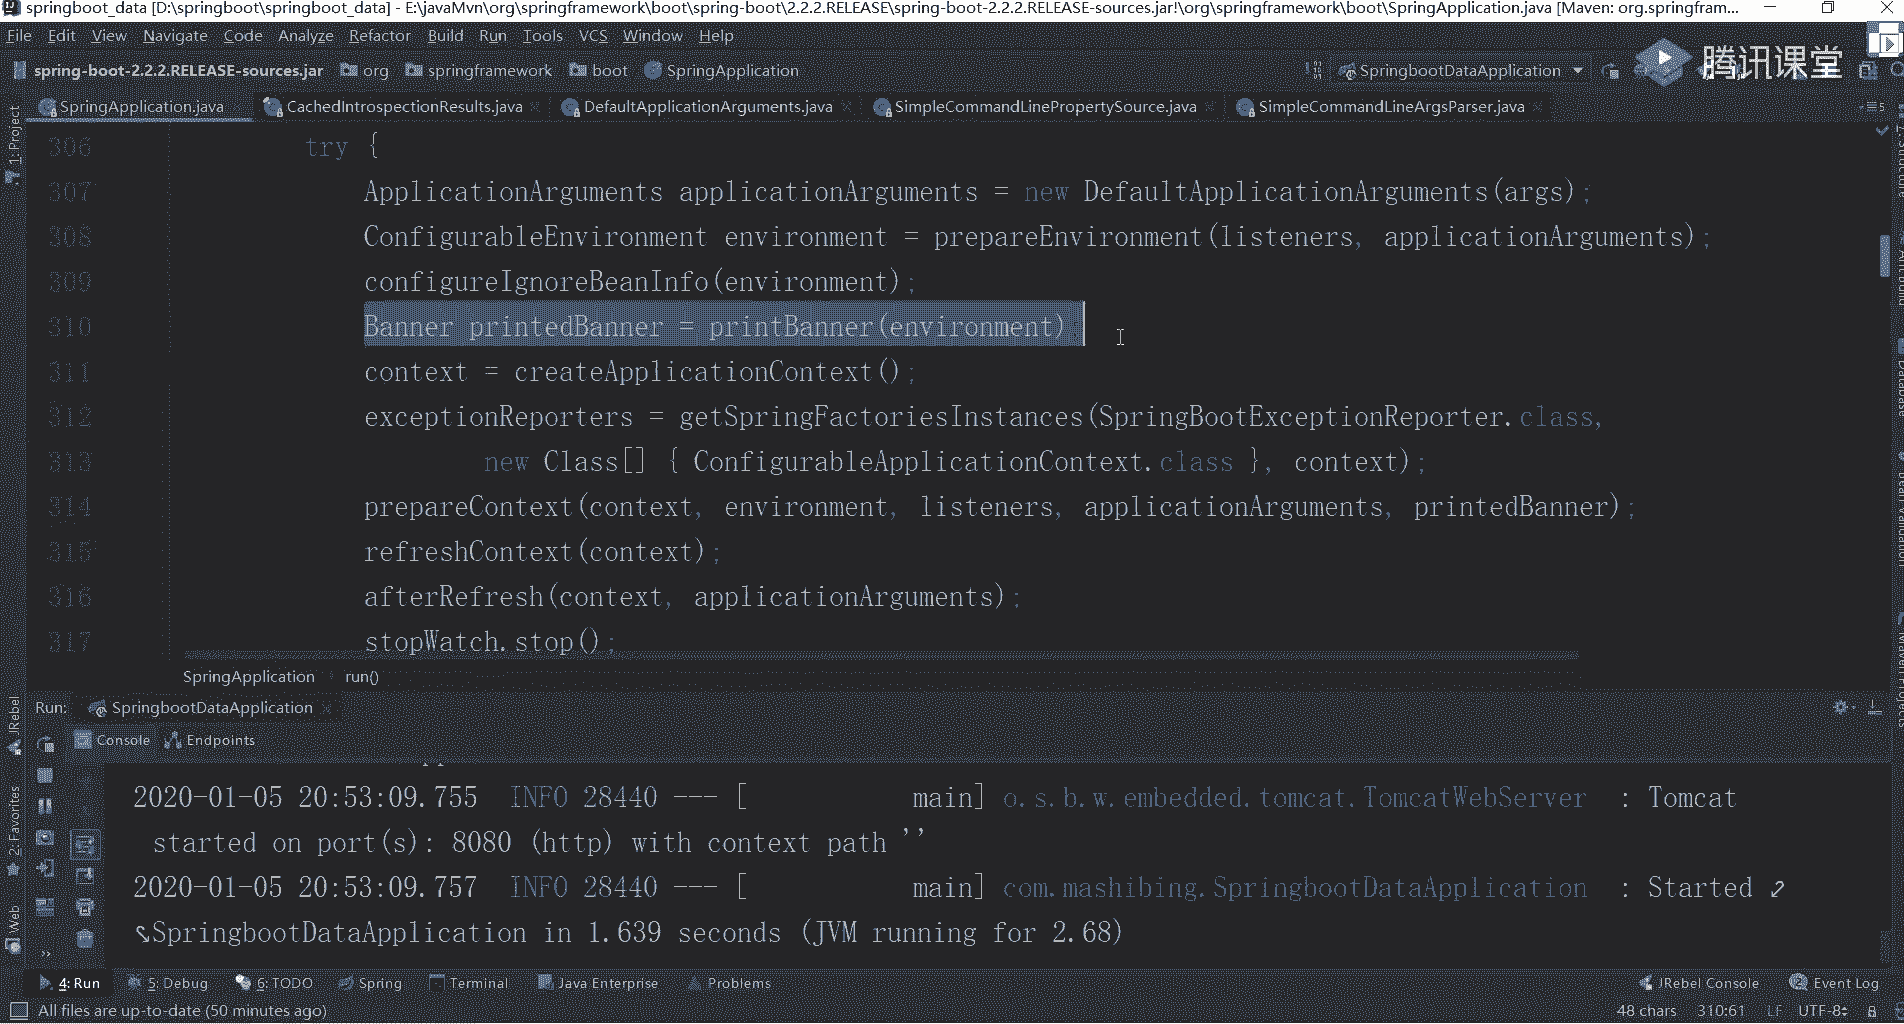 springboot_data [D:\springboot\springboot_data] - E:\javaMvn\org\springframework\boot\spring-boot\2.2.2.RELEASE\spring-boot-2.2.2.RELEASE-sources.jar!\org\springframework\boot\SpringApplication.java [Maven: org.springfram...
File Edit View Navigate Code Analyze Refactor Build Run Tools VCS Window Help
spring-boot-2.2.2.RELEASE-sources.jar org springframework boot SpringApplication SpringbootDataApplication 腾讯课堂
SpringApplication.java CachedIntrospectionResults.java DefaultApplicationArguments.java SimpleCommandLinePropertySource.java SimpleCommandLineArgsParser.java
1: Project
306 try {
307 ApplicationArguments applicationArguments = new DefaultApplicationArguments(args);
308 ConfigurableEnvironment environment = prepareEnvironment(listeners, applicationArguments);
309 configureIgnoreBeanInfo(environment);
310 Banner printedBanner = printBanner(environment)
311 context = createApplicationContext();
312 exceptionReporters = getSpringFactoriesInstances(SpringBootExceptionReporter.class,
313 new Class[] { ConfigurableApplicationContext.class }, context);
314 prepareContext(context, environment, listeners, applicationArguments, printedBanner);
315 refreshContext(context);
316 afterRefresh(context, applicationArguments);
317 stopWatch.stop();
SpringApplication run()
Run: SpringbootDataApplication
JRebel
Console Endpoints
2020-01-05 20:53:09.755 INFO 28440 --- [ main] o.s.b.w.embedded.tomcat.TomcatWebServer : Tomcat
started on port(s): 8080 (http) with context path ''
2020-01-05 20:53:09.757 INFO 28440 --- [ main] com.mashibing.SpringbootDataApplication : Started
SpringbootDataApplication in 1.639 seconds (JVM running for 2.68)
2: Favorites
Web
4: Run 5: Debug 6: TODO Spring Terminal Java Enterprise Problems JRebel Console Event Log
All files are up-to-date (50 minutes ago) 48 chars 310:61 LF UTF-8